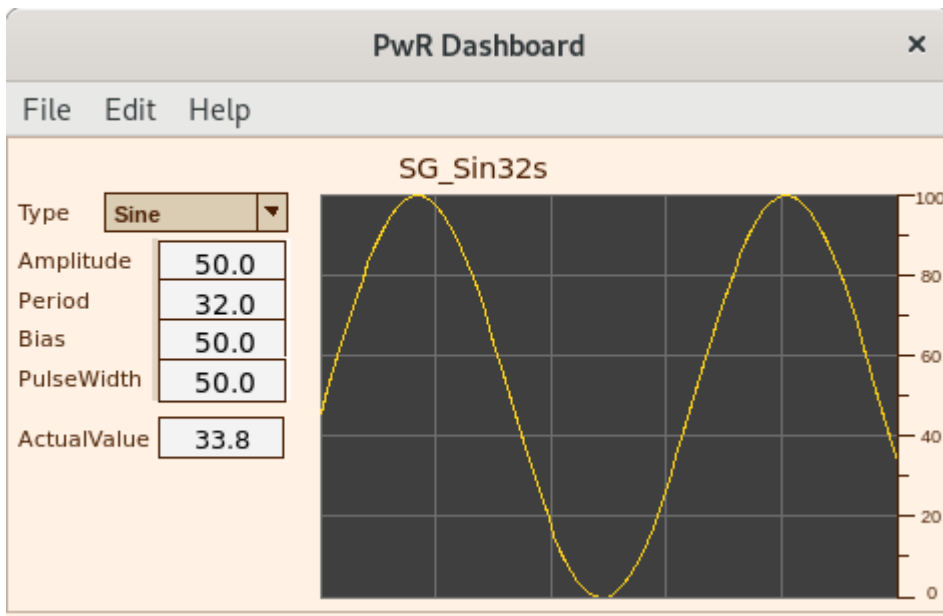 PwR Dashboard ×
File Edit Help
SG_Sin32s
Type Sine
Amplitude 50.0
Period 32.0
Bias 50.0
PulseWidth 50.0
ActualValue 33.8
100
80
60
40
20
0